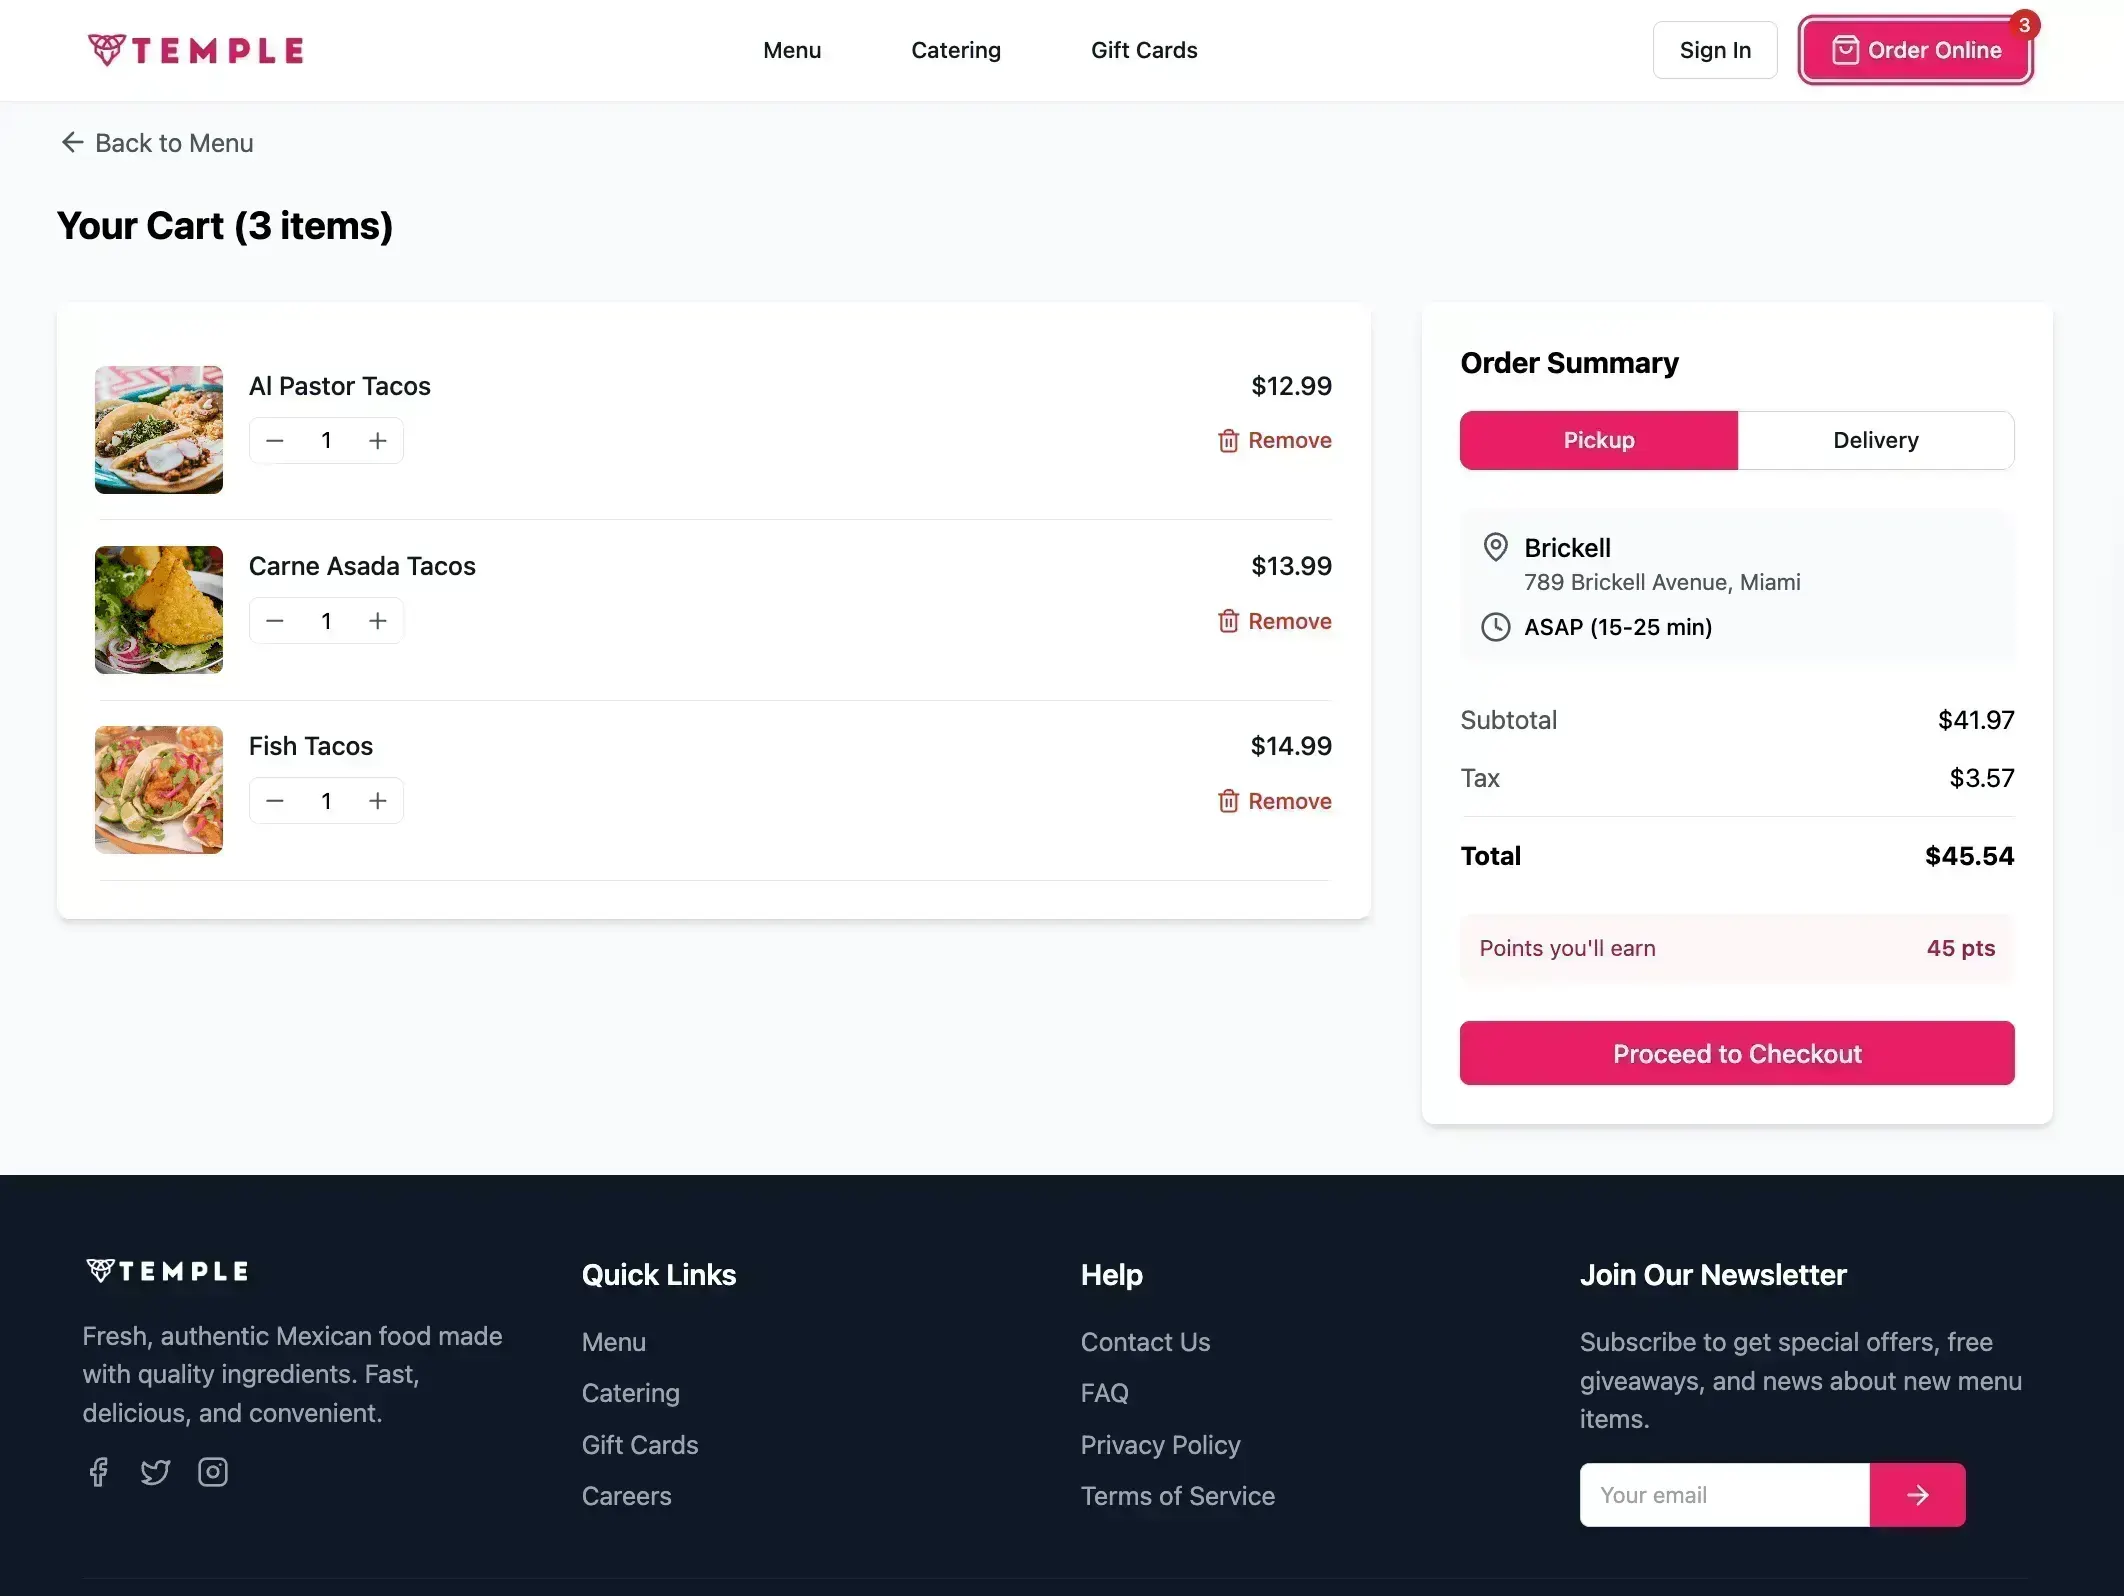 TEMPLE
Menu
Catering
Gift Cards
Sign In
Order Online
3
Back to Menu
Your Cart (3 items)
Al Pastor Tacos
$12.99
1
Remove
Carne Asada Tacos
$13.99
1
Remove
Fish Tacos
$14.99
1
Remove
Order Summary
Pickup
Delivery
Brickell
789 Brickell Avenue, Miami
ASAP (15-25 min)
Subtotal
$41.97
Tax
$3.57
Total
$45.54
Points you'll earn
45 pts
Proceed to Checkout
TEMPLE
Fresh, authentic Mexican food made
with quality ingredients. Fast,
delicious, and convenient.
Quick Links
Menu
Catering
Gift Cards
Careers
Help
Contact Us
FAQ
Privacy Policy
Terms of Service
Join Our Newsletter
Subscribe to get special offers, free
giveaways, and news about new menu
items.
Your email